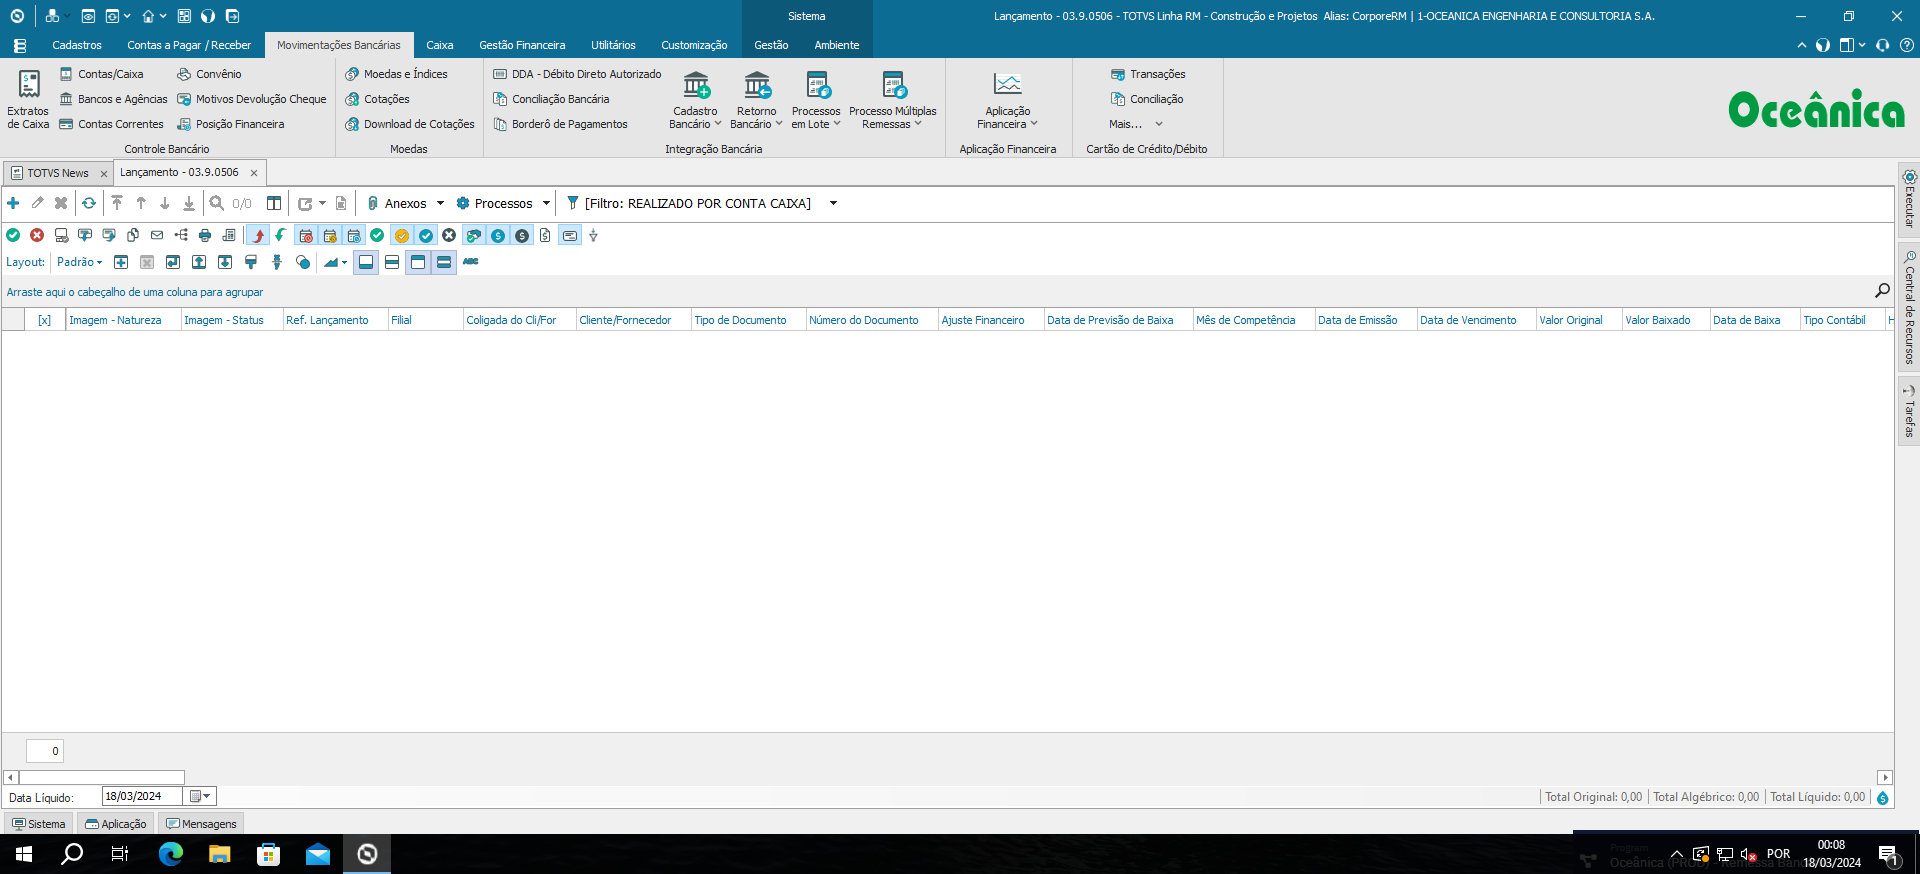 Sistema
Lançamento - 03.9.0506 - TOTVS Linha RM - Construção e Projetos  Alias: CorporeRM | 1-OCEANICA ENGENHARIA E CONSULTORIA S.A.
Cadastros
Contas a Pagar / Receber
Movimentações Bancárias
Caixa
Gestão Financeira
Utilitários
Customização
Gestão
Ambiente
Extratos
de Caixa
Contas/Caixa
Bancos e Agências
Contas Correntes
Convênio
Motivos Devolução Cheque
Posição Financeira
Controle Bancário
Moedas e Índices
Cotações
Download de Cotações
Moedas
DDA - Débito Direto Autorizado
Conciliação Bancária
Borderô de Pagamentos
Cadastro
Bancário
Retorno
Bancário
Processos
em Lote
Processo Múltiplas
Remessas
Integração Bancária
Aplicação
Financeira
Aplicação Financeira
Transações
Conciliação
Mais...
Cartão de Crédito/Débito
Oceânica
TOTVS News
Lançamento - 03.9.0506
0/0
Anexos
Processos
[Filtro: REALIZADO POR CONTA CAIXA]
Layout:
Padrão
ABC
Arraste aqui o cabeçalho de uma coluna para agrupar
[x]
Imagem - Natureza
Imagem - Status
Ref. Lançamento
Filial
Coligada do Cli/For
Cliente/Fornecedor
Tipo de Documento
Número do Documento
Ajuste Financeiro
Data de Previsão de Baixa
Mês de Competência
Data de Emissão
Data de Vencimento
Valor Original
Valor Baixado
Data de Baixa
Tipo Contábil
H
Executar
Central de Recursos
Tarefas
0
Data Líquido:
18/03/2024
Total Original: 0,00
Total Algébrico: 0,00
Total Líquido: 0,00
Sistema
Aplicação
Mensagens
Program
Oceânica (PROD) - Remessa Ban
POR
00:08
18/03/2024
1